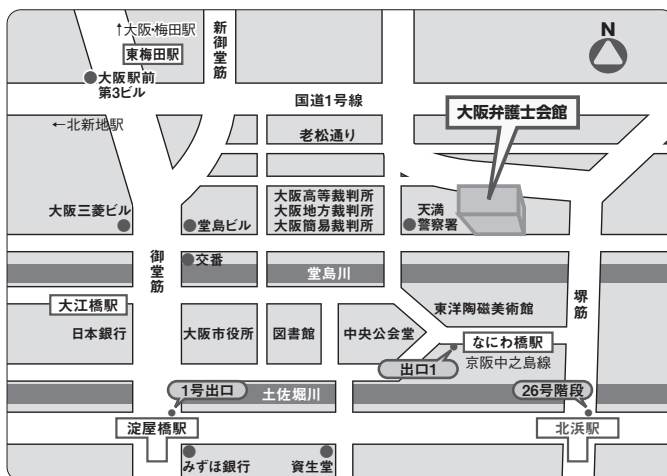 ↑大阪・梅田駅
東梅田駅
新御堂筋
N
大阪駅前
第3ビル
国道1号線
大阪弁護士会館
←北新地駅
老松通り
大阪三菱ビル
堂島ビル
大阪高等裁判所
大阪地方裁判所
大阪簡易裁判所
天満
警察署
御堂筋
交番
堂島川
堺筋
大江橋駅
東洋陶磁美術館
日本銀行
大阪市役所
図書館
中央公会堂
なにわ橋駅
出口1
京阪中之島線
1号出口
土佐堀川
26号階段
淀屋橋駅
北浜駅
みずほ銀行
資生堂